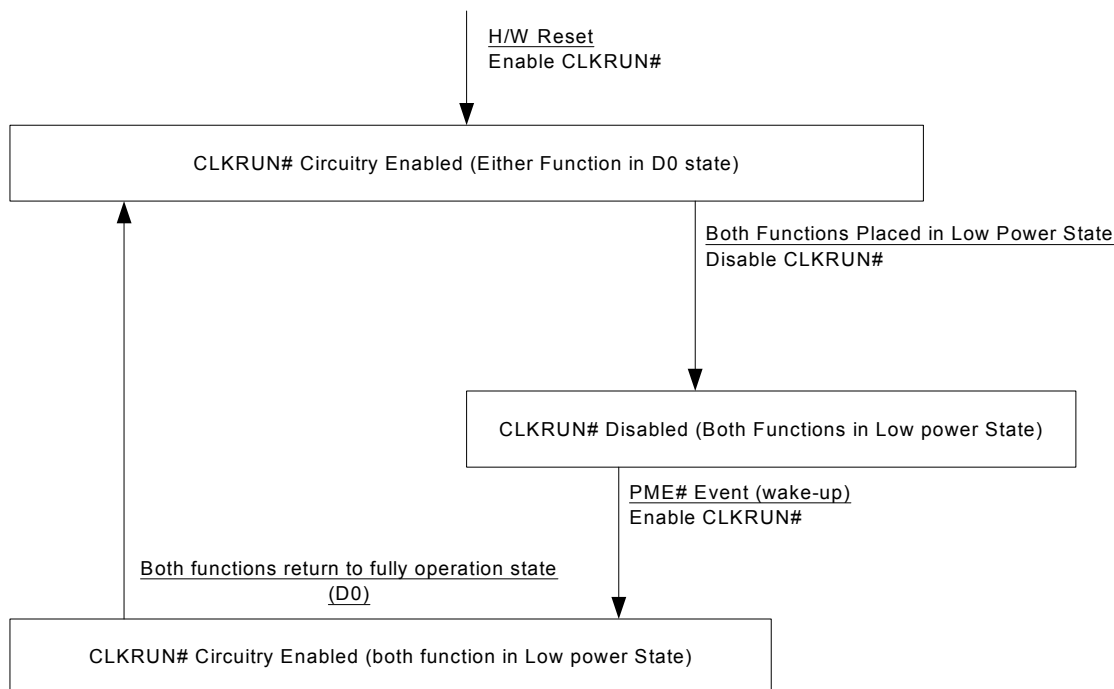 H/W Reset
Enable CLKRUN#
CLKRUN# Circuitry Enabled (Either Function in D0 state)
Both Functions Placed in Low Power State
Disable CLKRUN#
CLKRUN# Disabled (Both Functions in Low power State)
PME# Event (wake-up)
Enable CLKRUN#
Both functions return to fully operation state
(D0)
CLKRUN# Circuitry Enabled (both function in Low power State)